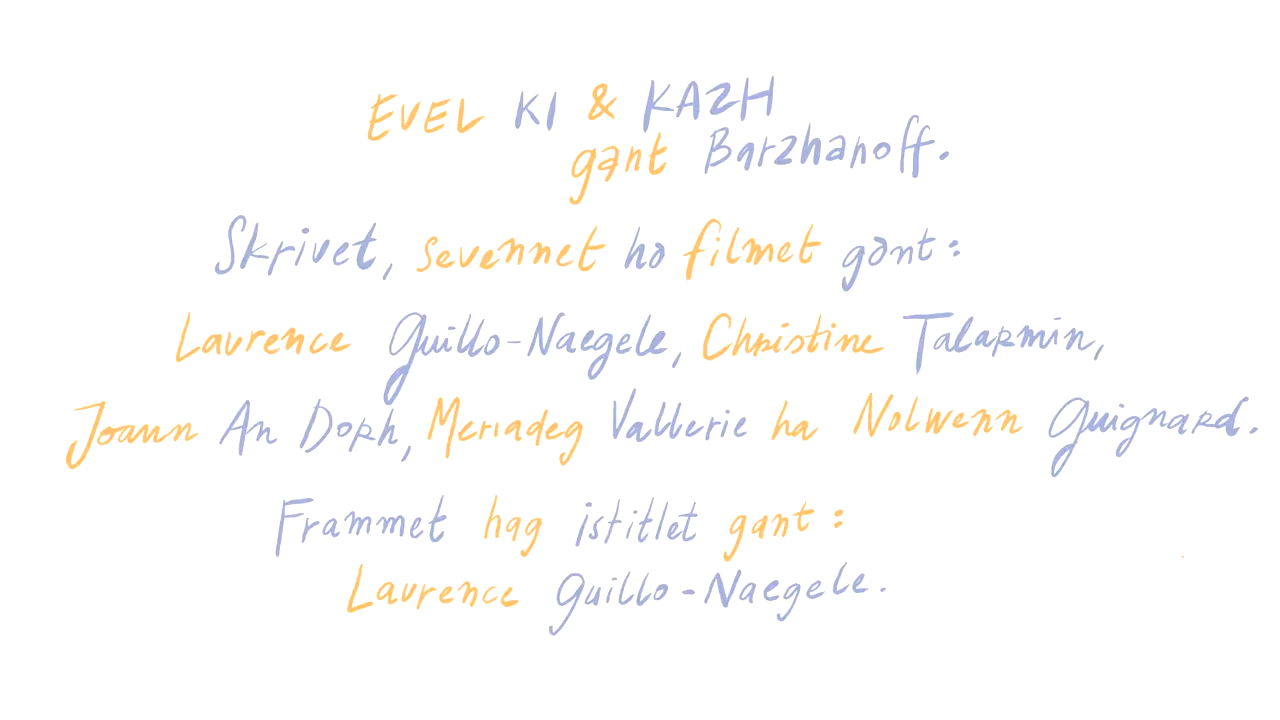 EVEL KI & KAZH
gant Barzhanoff.
Skrivet, sevennet ha filmet gant:
Laurence Guillo-Naegele, Christine Talarmin,
Joann An Dorh, Meriadeg Vallerie ha Nolwenn Guignard.
Frammet hag istitlet gant:
Laurence Guillo-Naegele.